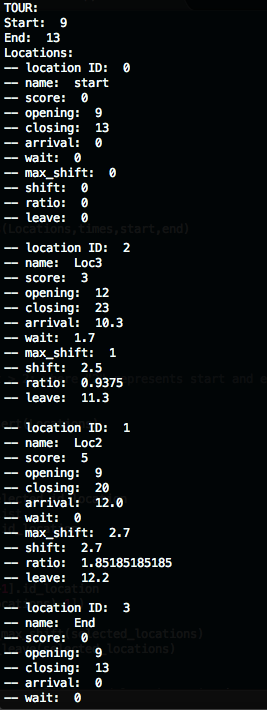 TOUR:
Start:  9
End:  13
Locations:
-- location ID:  0
-- name:  start
-- score:  0
-- opening:  9
-- closing:  13
-- arrival:  0
-- wait:  0
-- max_shift:  0
-- shift:  0
-- ratio:  0
-- leave:  0
(Locations,times,start,end)
-- location ID:  2
-- name:  Loc3
-- score:  3
-- opening:  12
-- closing:  23
-- arrival:  10.3
-- wait:  1.7
-- max_shift:  1
-- shift:  2.5
-- ratio:  0.9375
-- leave:  11.3
-- location ID:  1
-- name:  Loc2
-- score:  5
-- opening:  9
-- closing:  20
-- arrival:  12.0
-- wait:  0
-- max_shift:  2.7
-- shift:  2.7
-- ratio:  1.85185185185
-- leave:  12.2
-- location ID:  3
-- name:  End
-- score:  0
-- opening:  9
-- closing:  13
-- arrival:  0
-- wait:  0